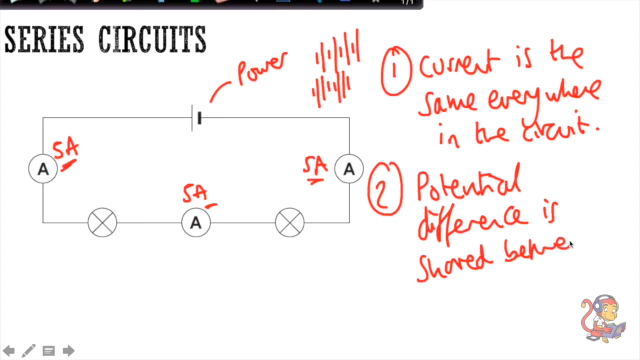 SERIES CIRCUITS
Power
① Current is the
same everywhere
in the circuit.
5A
5A
5A
A
A
A
② Potential
difference is
shared betwe